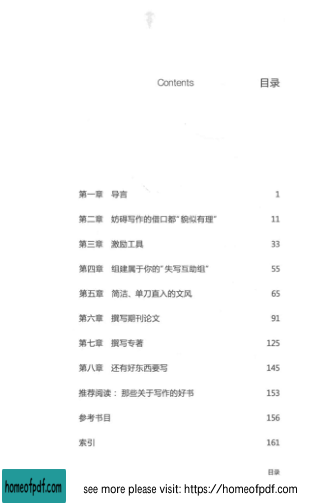 Contents 目录
第一章 导言 1
第二章 妨碍写作的借口都“貌似有理” 11
第三章 激励工具 33
第四章 组建属于你的“失写互助组” 55
第五章 简洁、单刀直入的文风 65
第六章 撰写期刊论文 91
第七章 撰写专著 125
第八章 还有好东西要写 145
推荐阅读：那些关于写作的好书 153
参考书目 156
索引 161
目录
homeofpdf.com see more please visit: https://homeofpdf.com